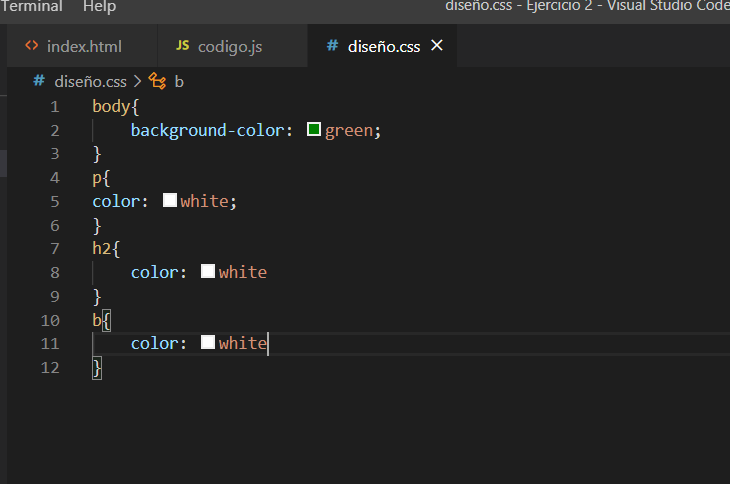 Terminal Help diseño.css - Ejercicio 2 - Visual Studio Code
<> index.html JS codigo.js # diseño.css ×
# diseño.css > b
1 body{
2 background-color: green;
3 }
4 p{
5 color: white;
6 }
7 h2{
8 color: white
9 }
10 b{
11 color: white
12 }